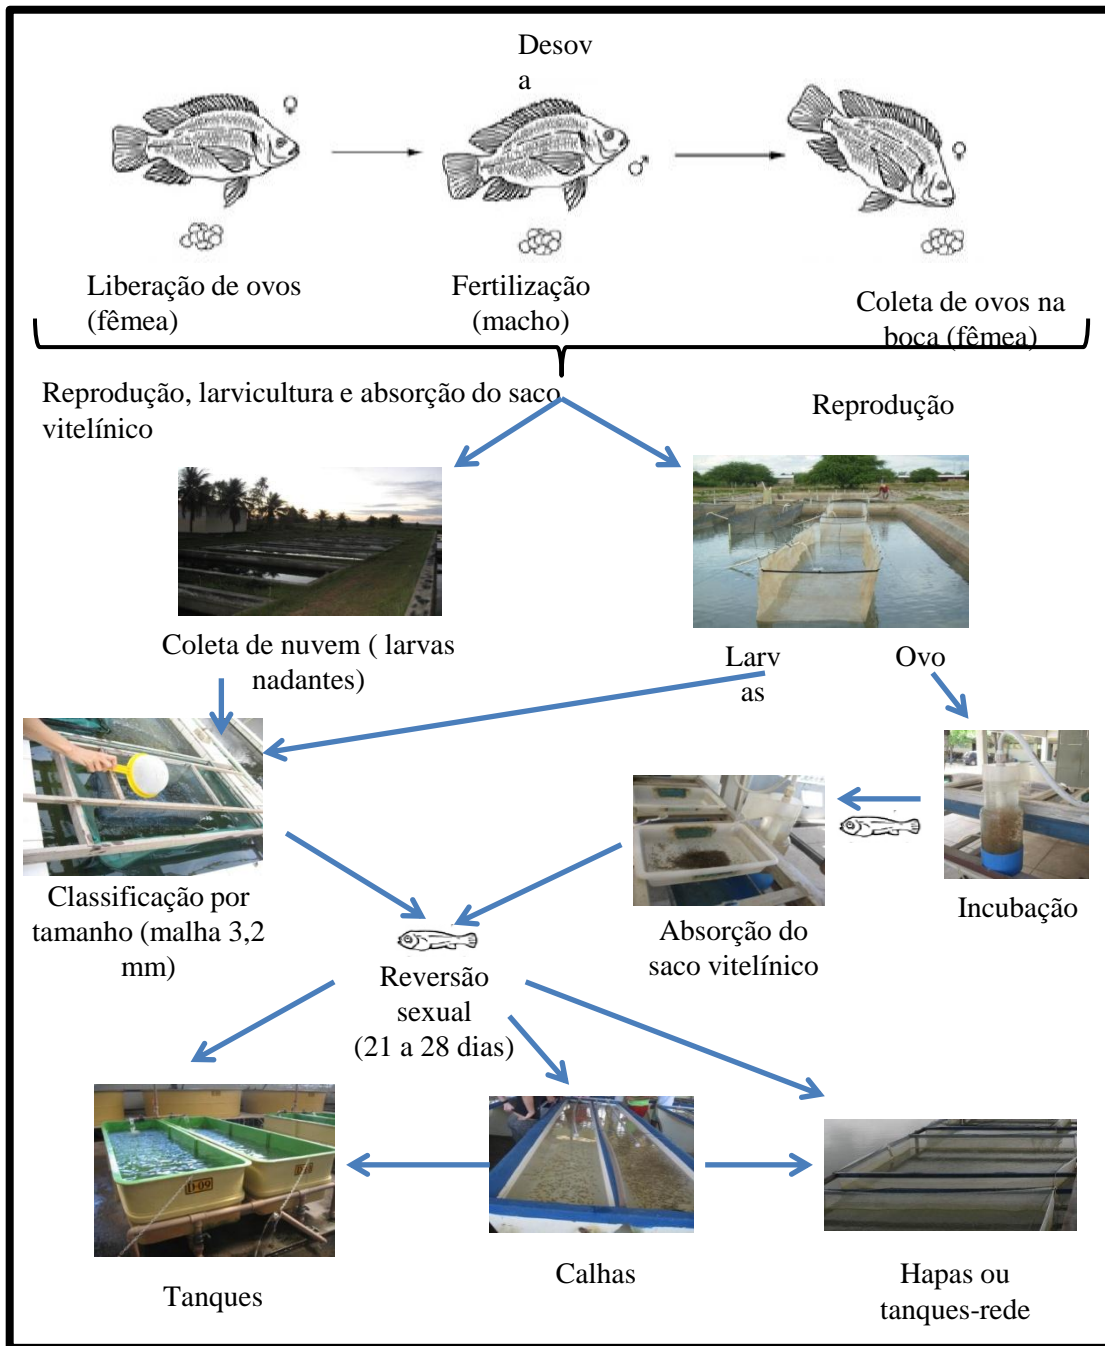 Desov
a
♀
♂
♀
Liberação de ovos
(fêmea)
Fertilização
(macho)
Coleta de ovos na
boca (fêmea)
Reprodução, larvicultura e absorção do saco
vitelínico
Reprodução
Coleta de nuvem ( larvas
nadantes)
Larv
as
Ovo
Classificação por
tamanho (malha 3,2
mm)
Absorção do
saco vitelínico
Incubação
Reversão
sexual
(21 a 28 dias)
D-09
Tanques
Calhas
Hapas ou
tanques-rede